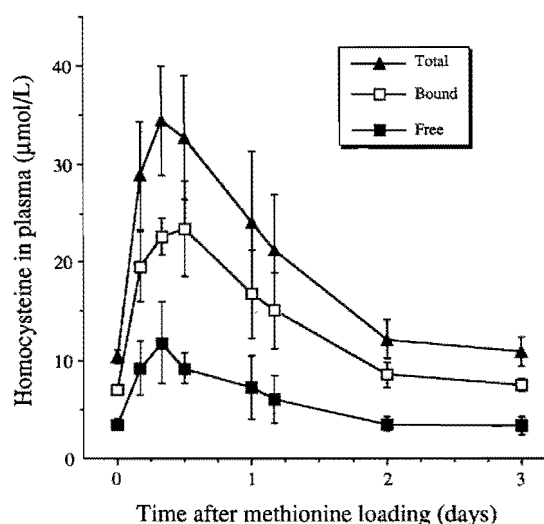 Homocysteine in plasma (μmol/L)
40
30
20
10
0
Total
Bound
Free
0 1 2 3
Time after methionine loading (days)